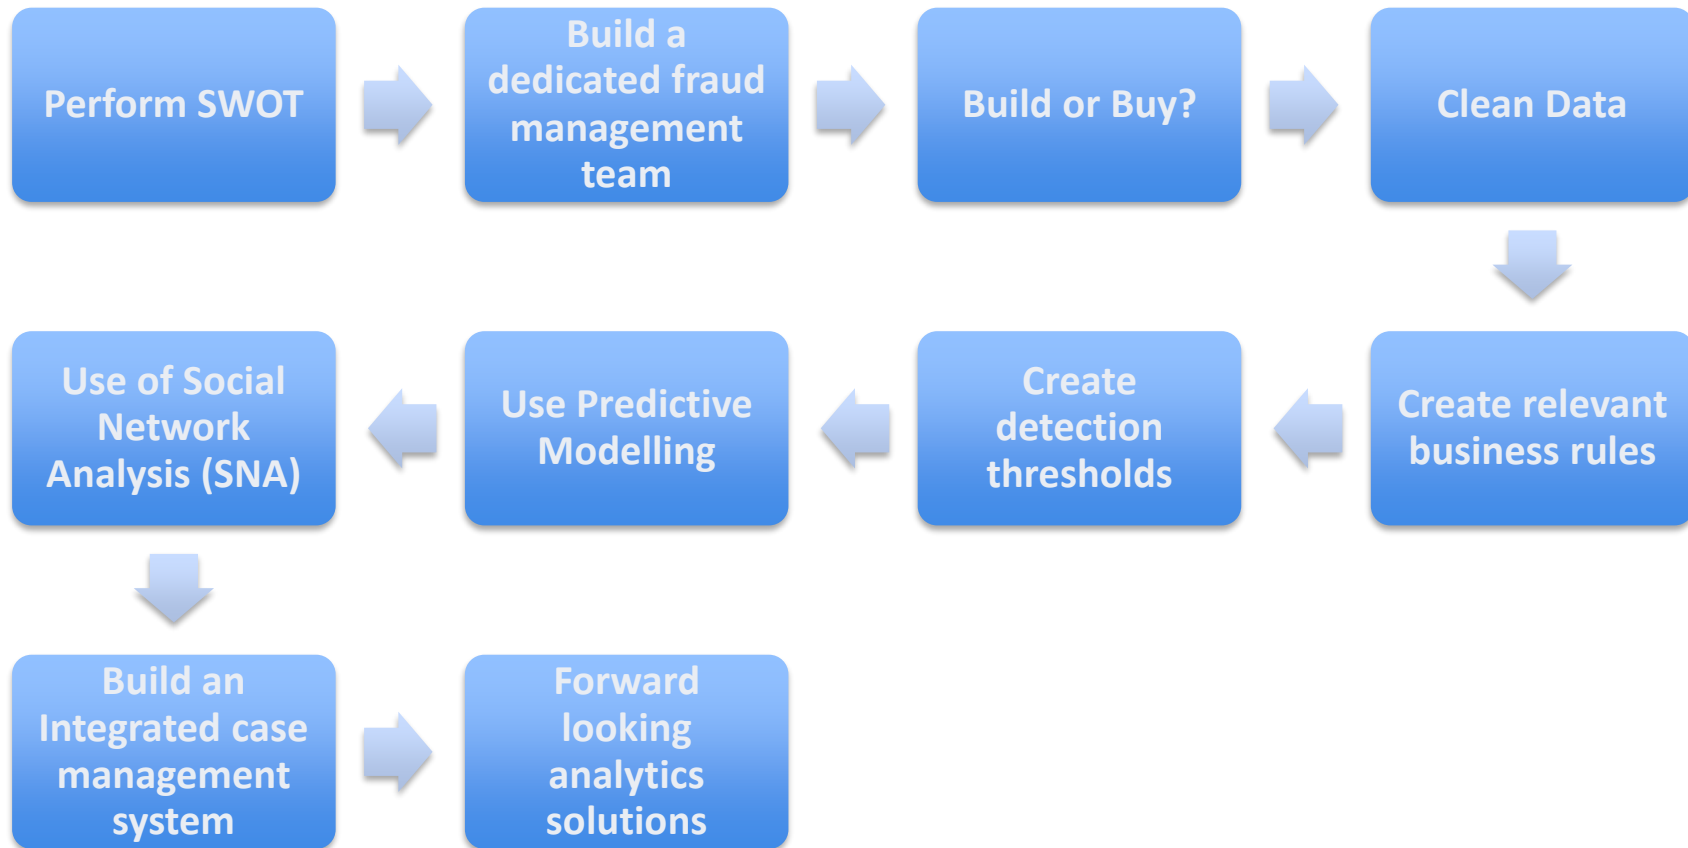 Perform SWOT
Build a
dedicated fraud
management
team
Build or Buy?
Clean Data
Use of Social
Network
Analysis (SNA)
Use Predictive
Modelling
Create
detection
thresholds
Create relevant
business rules
Build an
Integrated case
management
system
Forward
looking
analytics
solutions